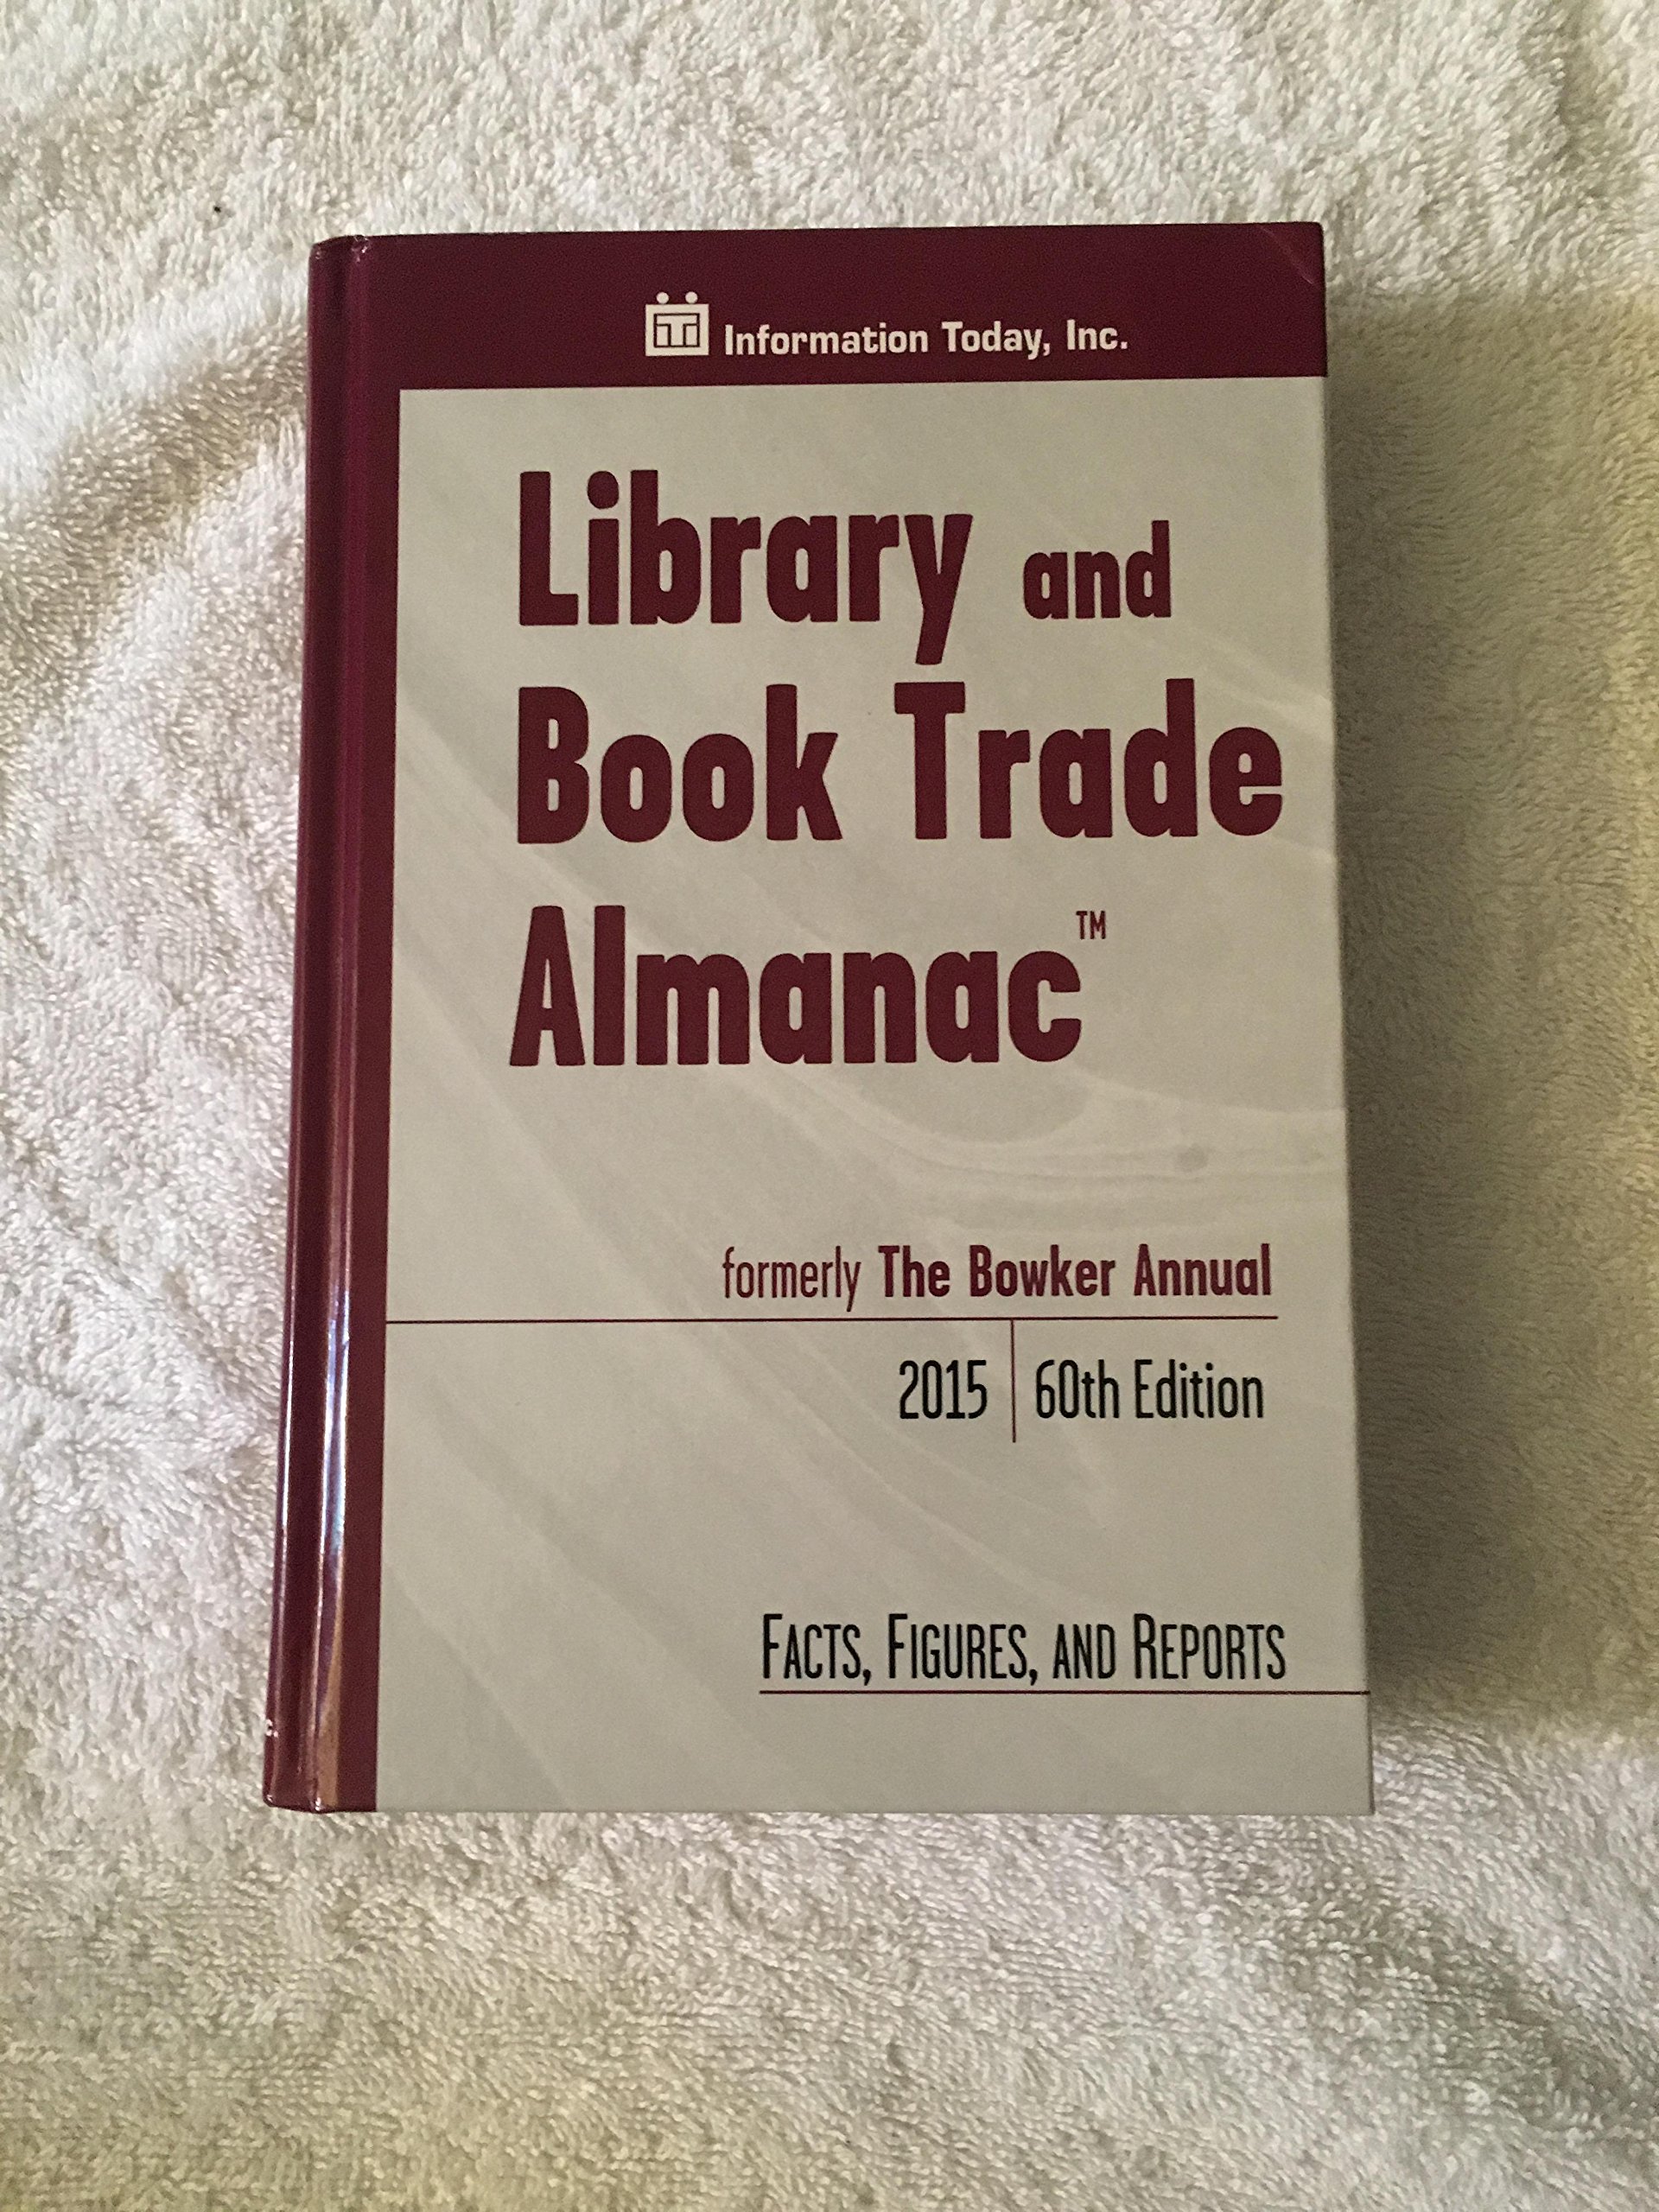 Information Today, Inc.
Library and
Book Trade
Almanac™
formerly The Bowker Annual
2015 | 60th Edition
FACTS, FIGURES, AND REPORTS
c.